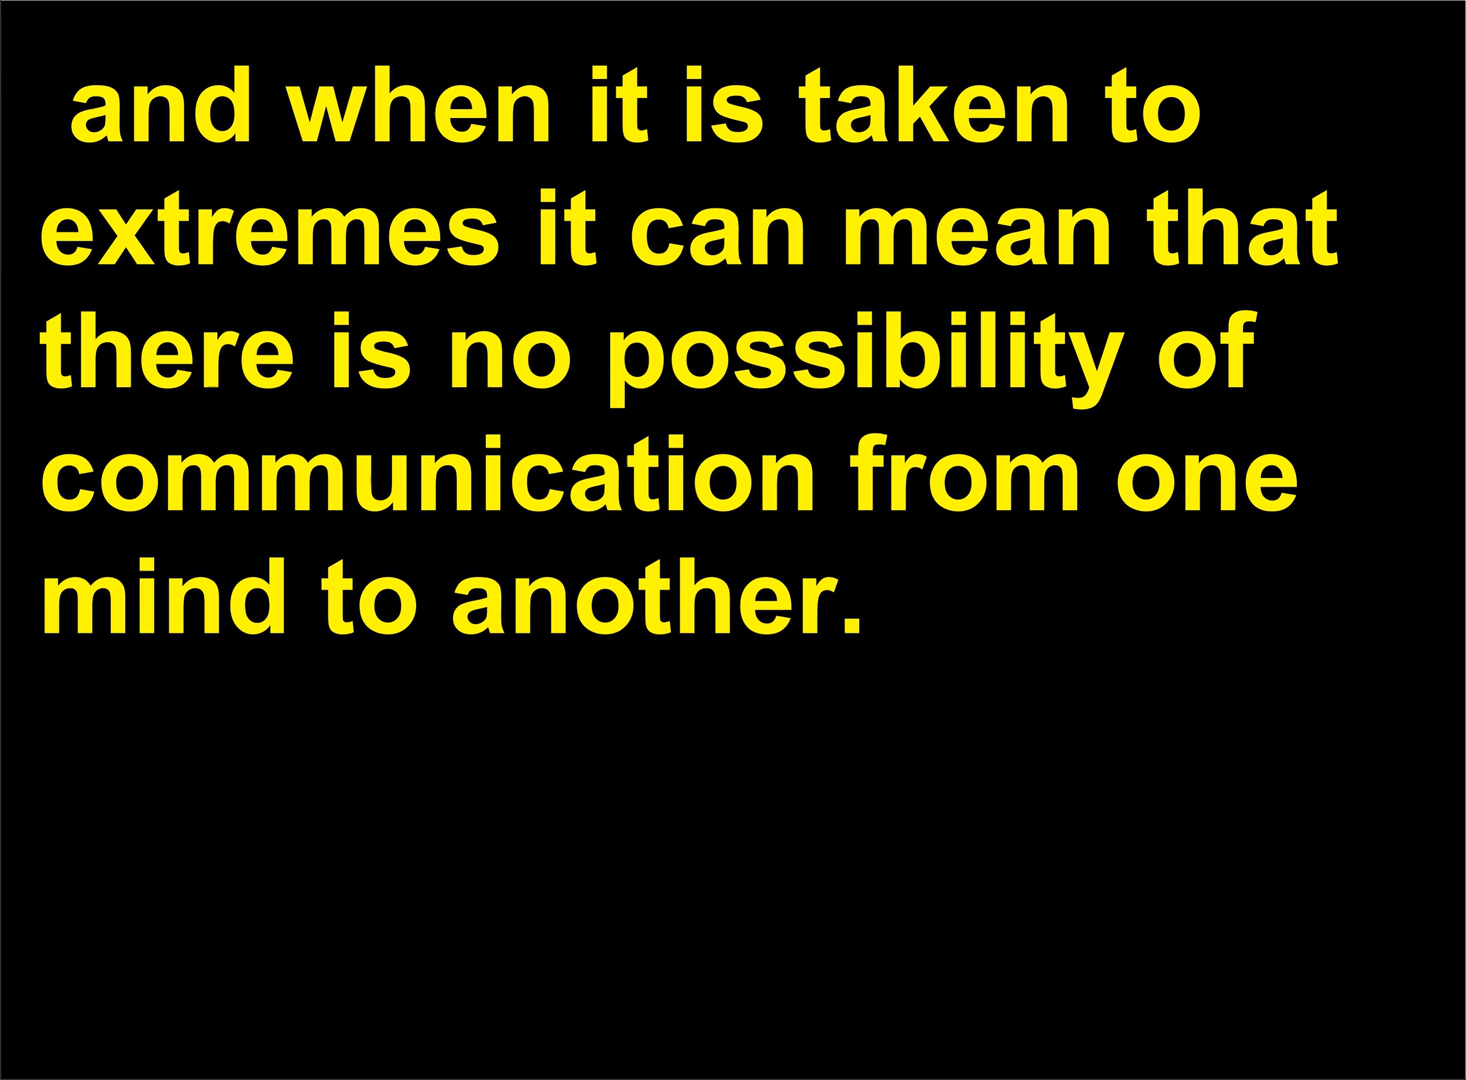 and when it is taken to
extremes it can mean that
there is no possibility of
communication from one
mind to another.